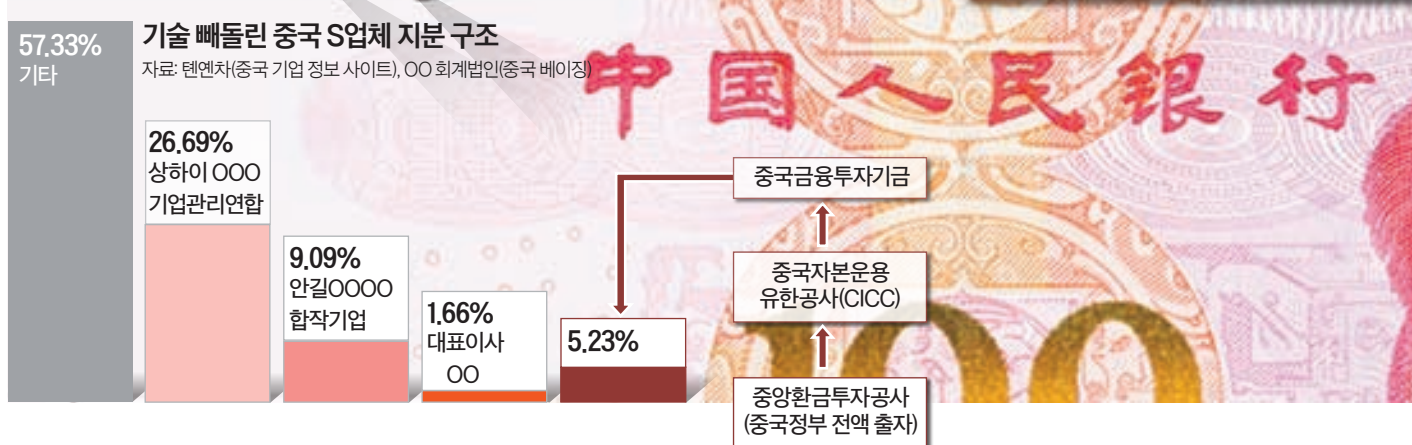 기술 빼돌린 중국 S업체 지분 구조
자료: 톈옌차(중국 기업 정보 사이트), OO 회계법인(중국 베이징)
57.33%
기타
26.69%
상하이 OOO
기업관리연합
9.09%
안길OOOO
합작기업
1.66%
대표이사
OO
5.23%
중국금융투자기금
중국자본운용
유한공사(CICC)
중앙환금투자공사
(중국정부 전액 출자)
中国人民银行
100